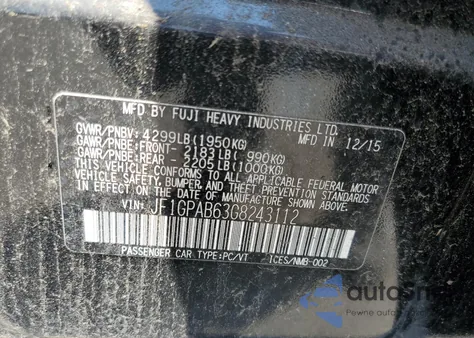 MFD BY FUJI HEAVY INDUSTRIES LTD.
MFD IN 12/15
GVWR/PNBV: 4299LB(1950KG)
GAWR/PNBE:FRONT- 2183LB( 990KG)
GAWR/PNBE:REAR - 2205LB(1000KG)
THIS VEHICLE CONFORMS TO ALL APPLICABLE FEDERAL MOTOR
VEHICLE SAFETY, BUMPER, AND THEFT PREVENTION STANDARDS
IN EFFECT ON THE DATE OF MANUFACTURE SHOWN ABOVE.
VIN: JF1GPAB63G8243112
PASSENGER CAR TYPE:PC/VT 1CES/NMB-002
Pewne auto